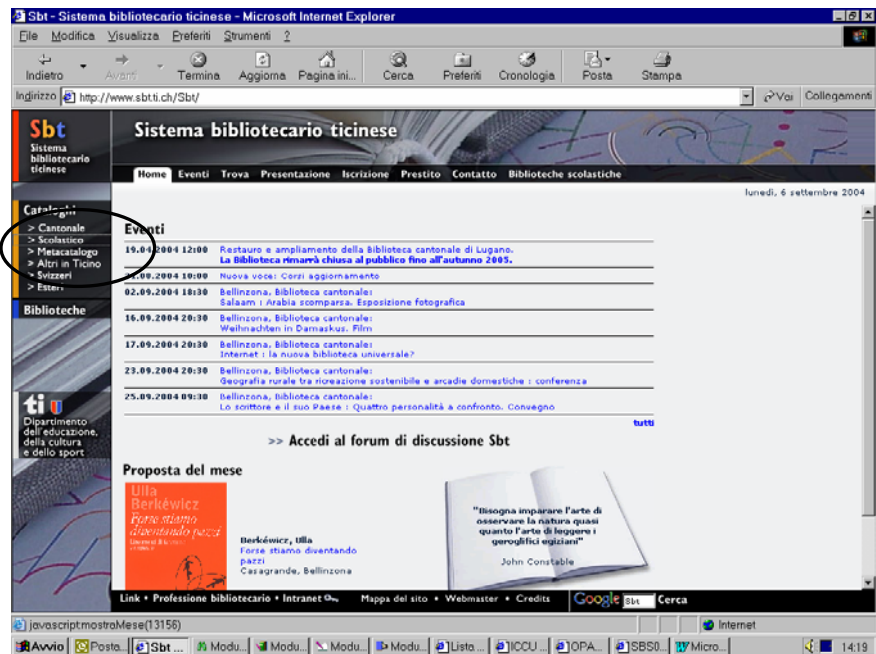 Sbt - Sistema bibliotecario ticinese - Microsoft Internet Explorer
File Modifica Visualizza Preferiti Strumenti ?
Indietro Avanti Termina Aggiorna Pagina ini... Cerca Preferiti Cronologia Posta Stampa
Indirizzo http://www.sbt.ti.ch/Sbt/ Vai Collegamenti
Sbt
Sistema
bibliotecario
ticinese
Sistema bibliotecario ticinese
Home Eventi Trova Presentazione Iscrizione Prestito Contatto Biblioteche scolastiche
lunedì, 6 settembre 2004
Cataloghi
> Cantonale
> Scolastico
> Metacatalogo
> Altri in Ticino
> Svizzeri
> Esteri
Biblioteche
ti
Dipartimento
dell'educazione,
della cultura
e dello sport
Eventi
19.04.2004 12:00 Restauro e ampliamento della Biblioteca cantonale di Lugano.
La Biblioteca rimarrà chiusa al pubblico fino all'autunno 2005.
10:00 Nuova voce: Corsi aggiornamento
02.09.2004 18:30 Bellinzona, Biblioteca cantonale:
Salaam : Arabia scomparsa. Esposizione fotografica
16.09.2004 20:30 Bellinzona, Biblioteca cantonale:
Weihnachten in Damaskus. Film
17.09.2004 20:30 Bellinzona, Biblioteca cantonale:
Internet : la nuova biblioteca universale?
23.09.2004 20:30 Bellinzona, Biblioteca cantonale:
Geografia rurale tra ricreazione sostenibile e arcadie domestiche : conferenza
25.09.2004 09:30 Bellinzona, Biblioteca cantonale:
Lo scrittore e il suo Paese : Quattro personalità a confronto. Convegno
tutti
>> Accedi al forum di discussione Sbt
Proposta del mese
Ulla
Berkéwicz
Forse stiamo
diventando pazzi
Berkéwicz, Ulla
Forse stiamo diventando
pazzi
Casagrande, Bellinzona
"Bisogna imparare l'arte di
osservare la natura quasi
quanto l'arte di leggere i
geroglifici egiziani"
John Constable
Link • Professione bibliotecario • Intranet Mappa del sito • Webmaster • Credits Google Sbt Cerca
javascript:mostraMese(13156) Internet
Avvio Posta... Sbt ... Modu... Modu... Modu... Modu... Lista ... ICCU ... OPA... SBS0... Micro... 14:19